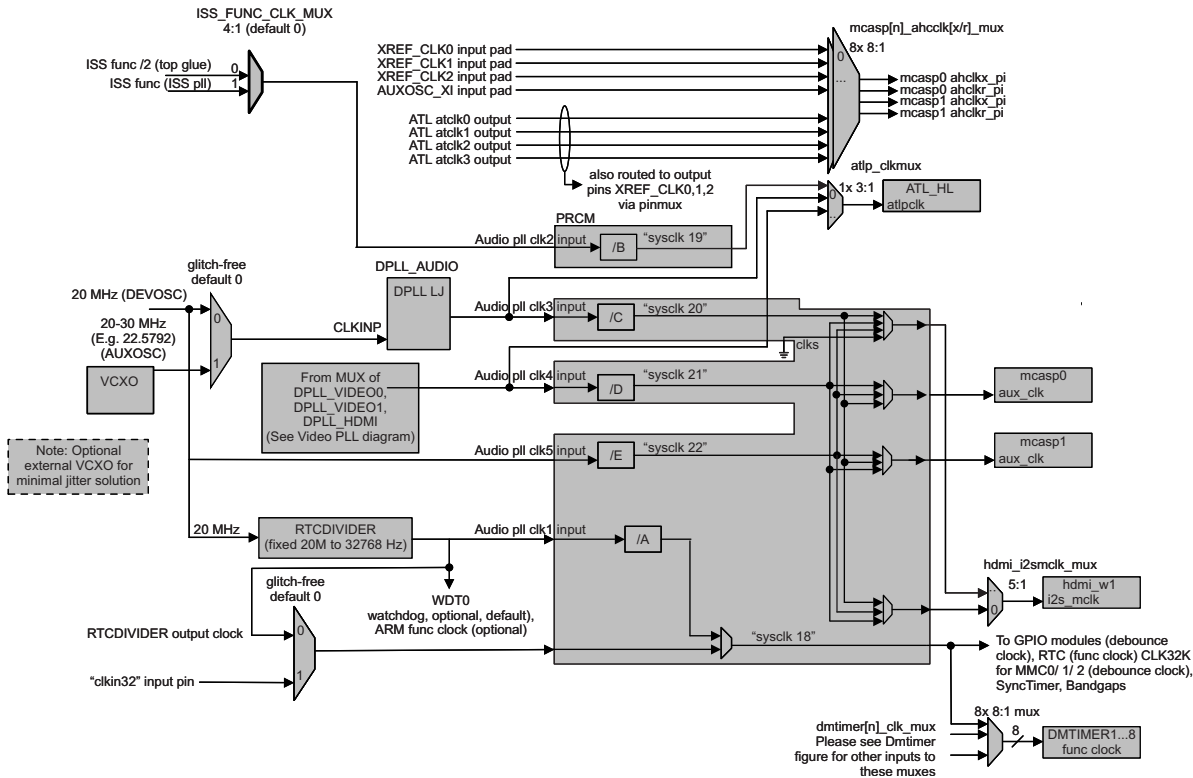 ISS_FUNC_CLK_MUX
4:1 (default 0)
ISS func /2 (top glue)
0
ISS func (ISS pll)
1
XREF_CLK0 input pad
XREF_CLK1 input pad
XREF_CLK2 input pad
AUXOSC_XI input pad
ATL atclk0 output
ATL atclk1 output
ATL atclk2 output
ATL atclk3 output
also routed to output
pins XREF_CLK0,1,2
via pinmux
mcasp[n]_ahcclk[x/r]_mux
8x 8:1
0
...
mcasp0 ahclkx_pi
mcasp0 ahclkr_pi
mcasp1 ahclkx_pi
mcasp1 ahclkr_pi
atlp_clkmux
1x 3:1
0
...
ATL_HL
atlpclk
PRCM
Audio pll clk2
input
/B
“sysclk 19”
glitch-free
default 0
20 MHz (DEVOSC)
0
20-30 MHz
(E.g. 22.5792)
(AUXOSC)
1
VCXO
DPLL_AUDIO
DPLL LJ
CLKINP
Audio pll clk3
input
/C
“sysclk 20”
clks
From MUX of
DPLL_VIDEO0,
DPLL_VIDEO1,
DPLL_HDMI
(See Video PLL diagram)
Audio pll clk4
input
/D
“sysclk 21”
mcasp0
aux_clk
Note: Optional
external VCXO for
minimal jitter solution
Audio pll clk5
input
/E
“sysclk 22”
mcasp1
aux_clk
20 MHz
RTCDIVIDER
(fixed 20M to 32768 Hz)
Audio pll clk1
input
/A
glitch-free
default 0
WDT0
watchdog, optional, default),
ARM func clock (optional)
RTCDIVIDER output clock
0
“clkin32” input pin
1
“sysclk 18”
hdmi_i2smclk_mux
5:1
...
0
hdmi_w1
i2s_mclk
To GPIO modules (debounce
clock), RTC (func clock) CLK32K
for MMC0/ 1/ 2 (debounce clock),
SyncTimer, Bandgaps
8x 8:1 mux
8
dmtimer[n]_clk_mux
Please see Dmtimer
figure for other inputs to
these muxes
DMTIMER1...8
func clock